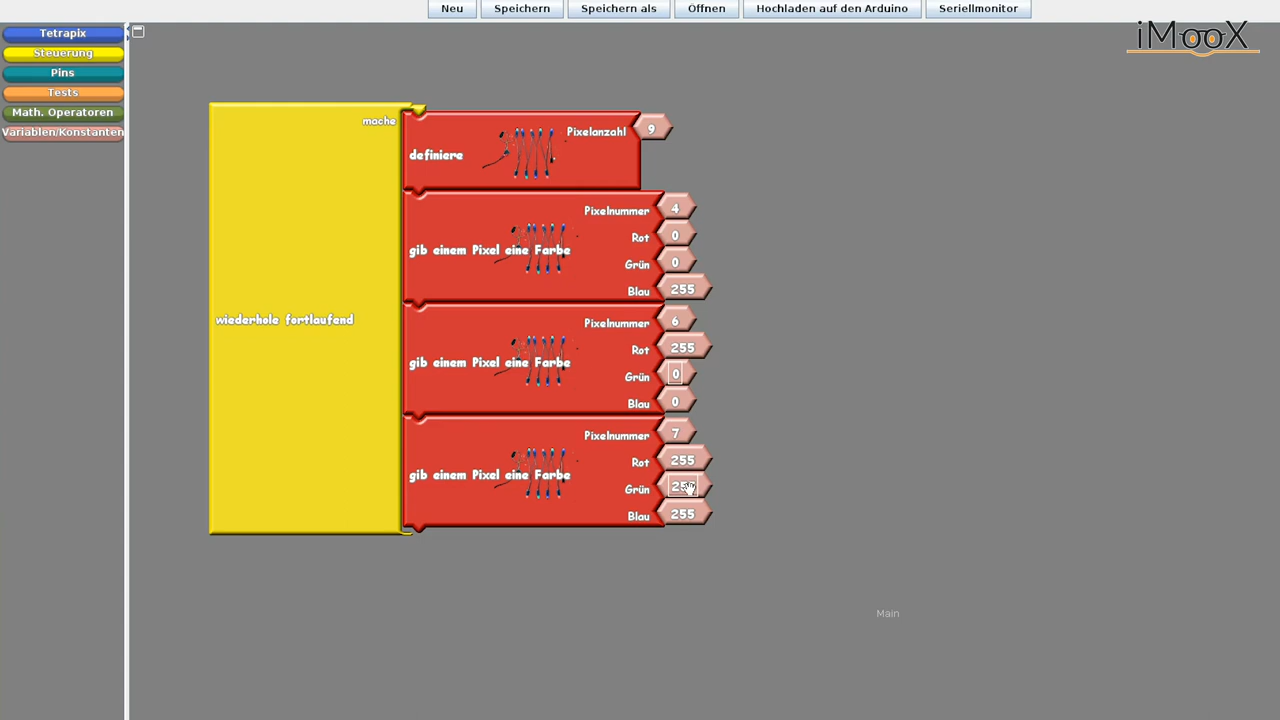 Neu Speichern Speichern als Öffnen Hochladen auf den Arduino Seriellmonitor
iMooX
Tetrapix
Steuerung
Pins
Tests
Math. Operatoren
Variablen/Konstanten
mache
wiederhole fortlaufend
definiere
Pixelanzahl 9
gib einem Pixel eine Farbe
Pixelnummer 4
Rot 0
Grün 0
Blau 255
gib einem Pixel eine Farbe
Pixelnummer 6
Rot 255
Grün 0
Blau 0
gib einem Pixel eine Farbe
Pixelnummer 7
Rot 255
Grün
Blau 255
Main